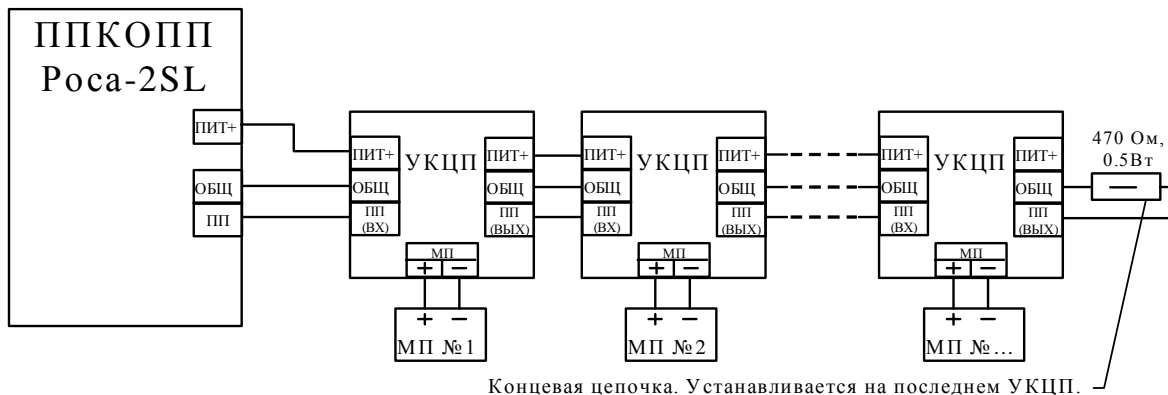 ППКОПП
Роса-2SL
ПИТ+
ОБЩ
ПП
ПИТ+
ОБЩ
ПП
(ВХ)
УКЦП
ПИТ+
ОБЩ
ПП
(ВЫХ)
МП
+ −
+ −
МП №1
ПИТ+
ОБЩ
ПП
(ВХ)
УКЦП
ПИТ+
ОБЩ
ПП
(ВЫХ)
МП
+ −
+ −
МП №2
ПИТ+
ОБЩ
ПП
(ВХ)
УКЦП
ПИТ+
ОБЩ
ПП
(ВЫХ)
МП
+ −
+ −
МП №...
470 Ом,
0.5Вт
Концевая цепочка. Устанавливается на последнем УКЦП.